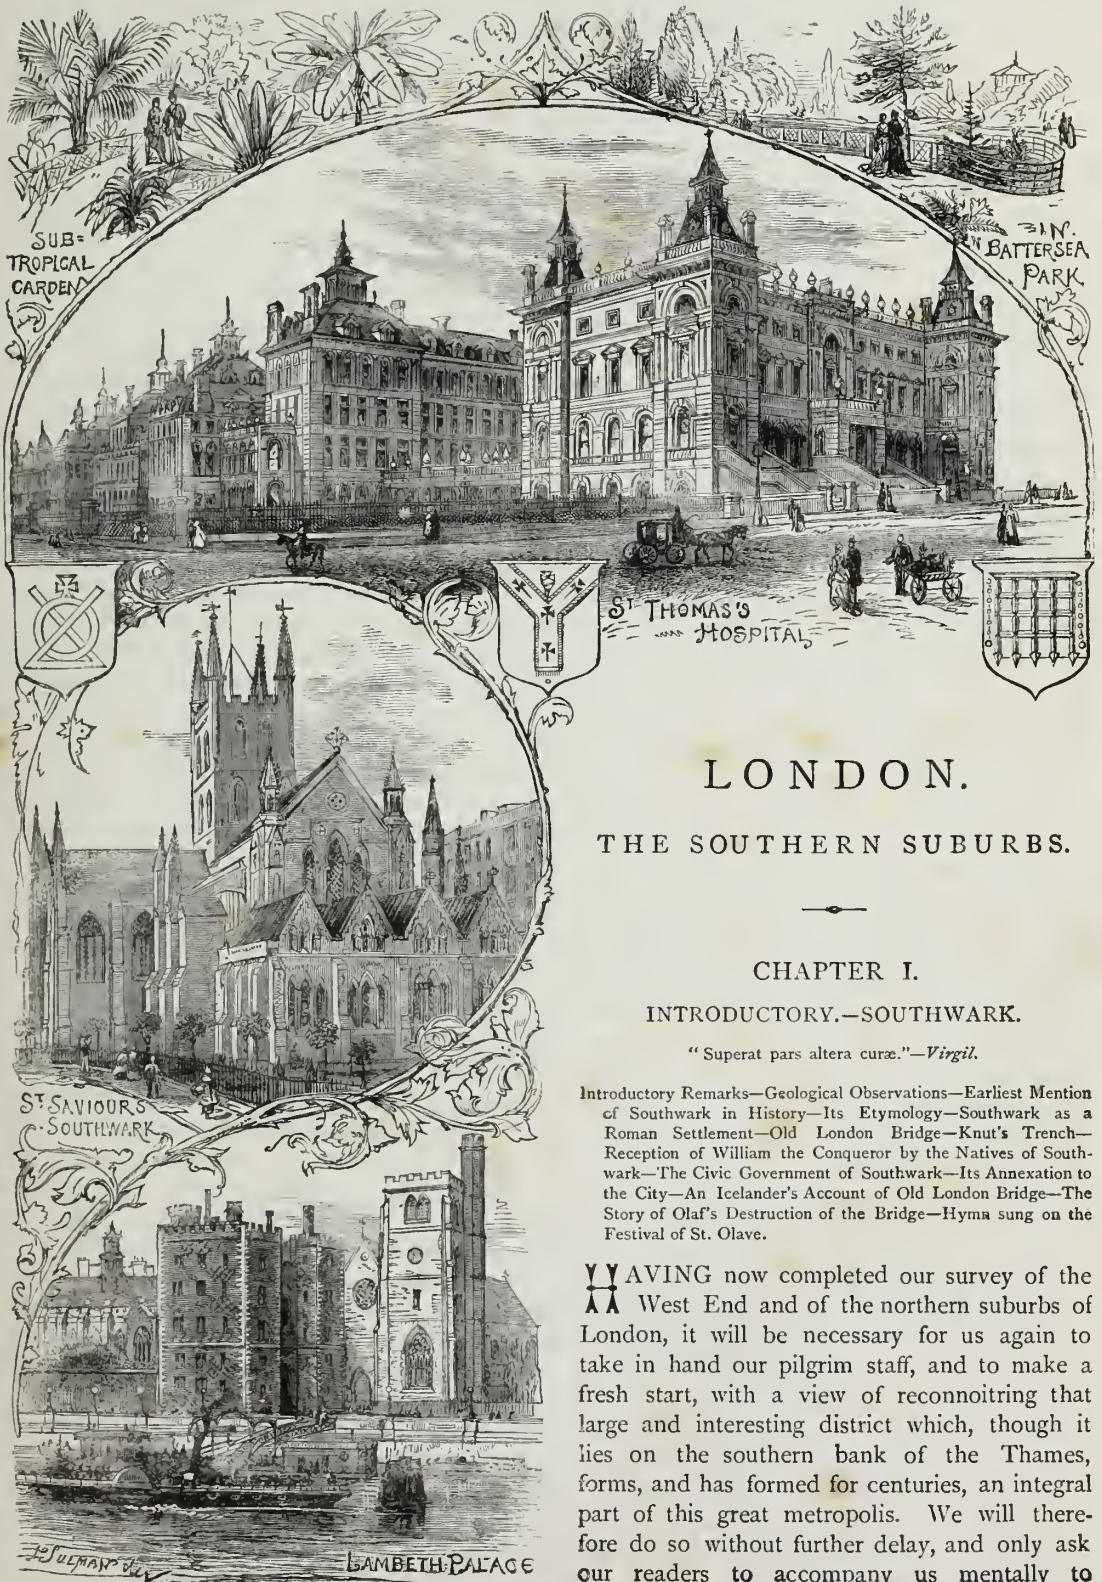 SUB=
TROPICAL
GARDEN
IN
BATTERSEA
PARK
ST THOMAS'S
HOSPITAL
ST SAVIOURS
SOUTHWARK
LAMBETH PALACE
LONDON.
THE SOUTHERN SUBURBS.
CHAPTER I.
INTRODUCTORY.—SOUTHWARK.
"Superat pars altera curæ."—Virgil.
Introductory Remarks—Geological Observations—Earliest Mention
of Southwark in History—Its Etymology—Southwark as a
Roman Settlement—Old London Bridge—Knut's Trench—
Reception of William the Conqueror by the Natives of South-
wark—The Civic Government of Southwark—Its Annexation to
the City—An Icelander's Account of Old London Bridge—The
Story of Olaf's Destruction of the Bridge—Hymn sung on the
Festival of St. Olave.
HAVING now completed our survey of the
West End and of the northern suburbs of
London, it will be necessary for us again to
take in hand our pilgrim staff, and to make a
fresh start, with a view of reconnoitring that
large and interesting district which, though it
lies on the southern bank of the Thames,
forms, and has formed for centuries, an integral
part of this great metropolis. We will there-
fore do so without further delay, and only ask
our readers to accompany us mentally to